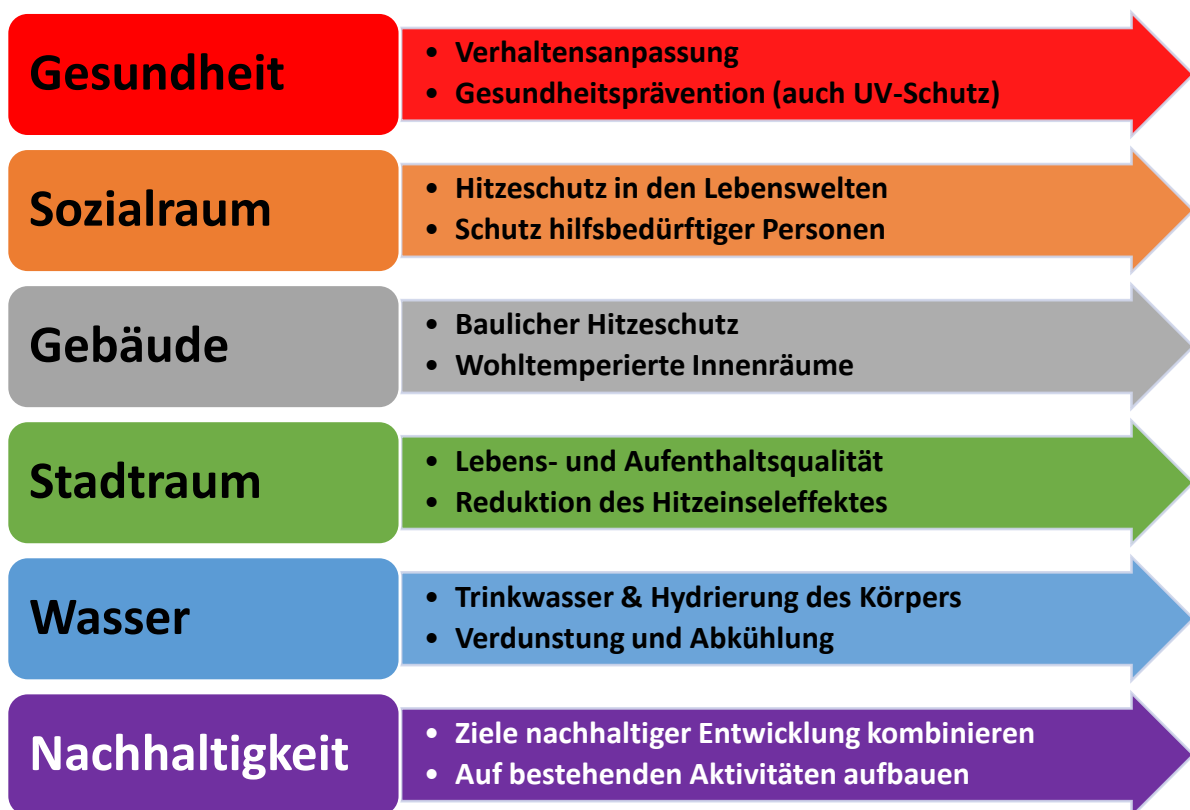 Gesundheit
• Verhaltensanpassung
• Gesundheitsprävention (auch UV-Schutz)
Sozialraum
• Hitzeschutz in den Lebenswelten
• Schutz hilfsbedürftiger Personen
Gebäude
• Baulicher Hitzeschutz
• Wohltemperierte Innenräume
Stadtraum
• Lebens- und Aufenthaltsqualität
• Reduktion des Hitzeinseleffektes
Wasser
• Trinkwasser & Hydrierung des Körpers
• Verdunstung und Abkühlung
Nachhaltigkeit
• Ziele nachhaltiger Entwicklung kombinieren
• Auf bestehenden Aktivitäten aufbauen